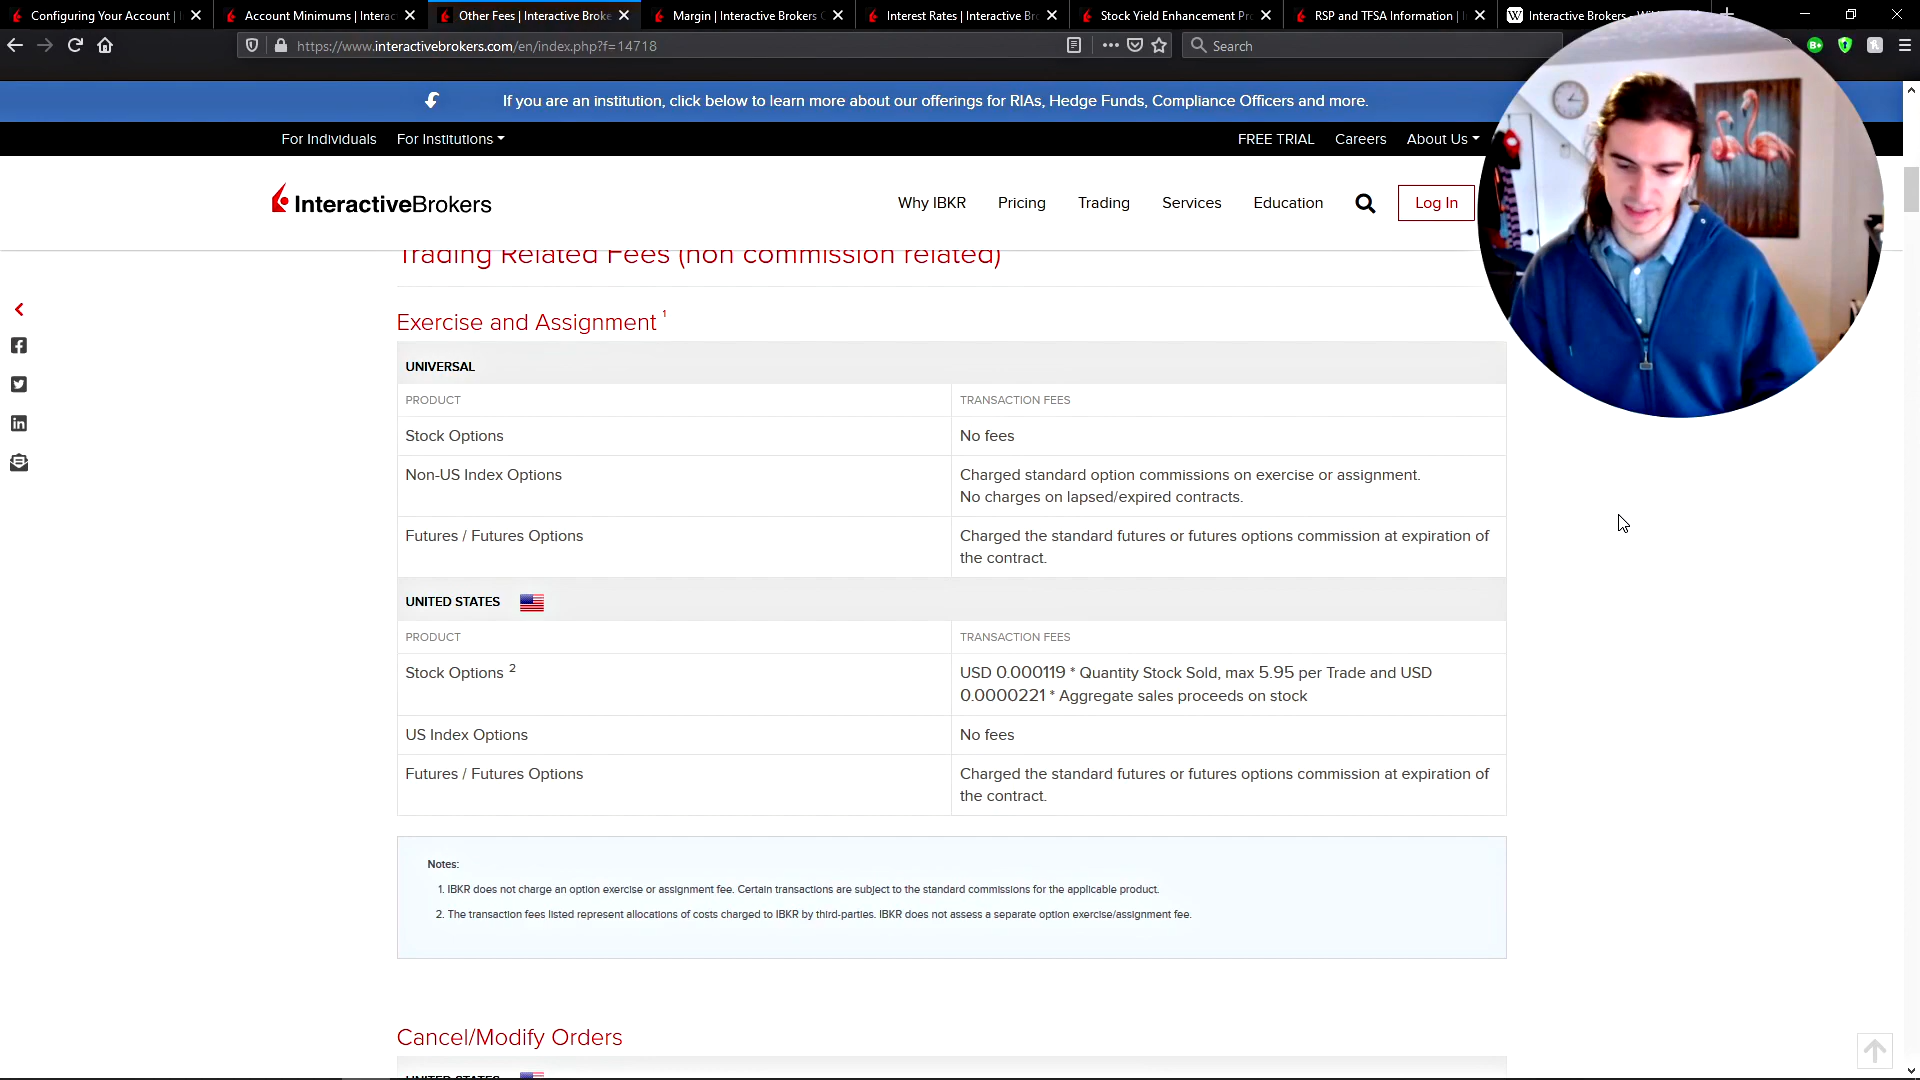 Configuring Your Account |
Account Minimums | Interac
Other Fees | Interactive Broke
Margin | Interactive Brokers
Interest Rates | Interactive Br
Stock Yield Enhancement Pr
RSP and TFSA Information |
Interactive Brokers - Wi
https://www.interactivebrokers.com/en/index.php?f=14718
Search
If you are an institution, click below to learn more about our offerings for RIAs, Hedge Funds, Compliance Officers and more.
For Individuals
For Institutions
FREE TRIAL
Careers
About Us
InteractiveBrokers
Why IBKR
Pricing
Trading
Services
Education
Log In
Trading Related Fees (non commission related)
Exercise and Assignment 1
UNIVERSAL
PRODUCT
TRANSACTION FEES
Stock Options
No fees
Non-US Index Options
Charged standard option commissions on exercise or assignment.
No charges on lapsed/expired contracts.
Futures / Futures Options
Charged the standard futures or futures options commission at expiration of
the contract.
UNITED STATES
PRODUCT
TRANSACTION FEES
Stock Options 2
USD 0.000119 * Quantity Stock Sold, max 5.95 per Trade and USD
0.0000221 * Aggregate sales proceeds on stock
US Index Options
No fees
Futures / Futures Options
Charged the standard futures or futures options commission at expiration of
the contract.
Notes:
1. IBKR does not charge an option exercise or assignment fee. Certain transactions are subject to the standard commissions for the applicable product.
2. The transaction fees listed represent allocations of costs charged to IBKR by third-parties. IBKR does not assess a separate option exercise/assignment fee.
Cancel/Modify Orders
UNITED STATES